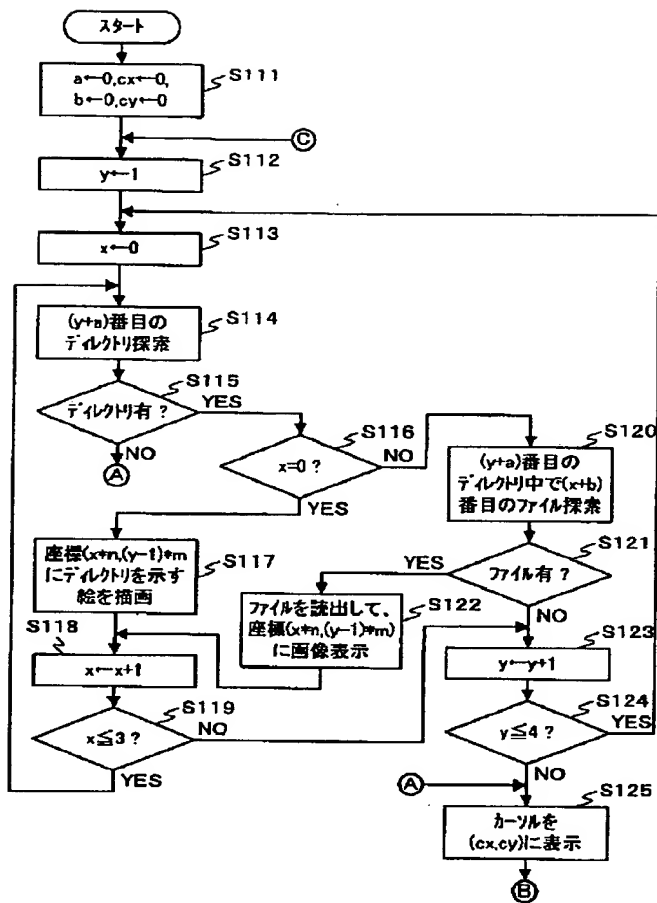 スタート
a←0,cx←0,
b←0,cy←0
S111
C
y←1
S112
x←0
S113
(y+a)番目の
ディレクトリ探索
S114
ディレクトリ有?
S115
YES
NO
A
x=0?
S116
NO
YES
(y+a)番目の
ディレクトリ中で(x+b)
番目のファイル探索
S120
座標(x*n,(y-1)*m
にディレクトリを示す
絵を描画
S117
ファイル有?
S121
YES
NO
ファイルを読出して、
座標(x*n,(y-1)*m)
に画像表示
S122
S118
x←x+1
y←y+1
S123
x≦3?
S119
NO
YES
y≦4?
S124
YES
NO
A
カーソルを
(cx,cy)に表示
S125
B